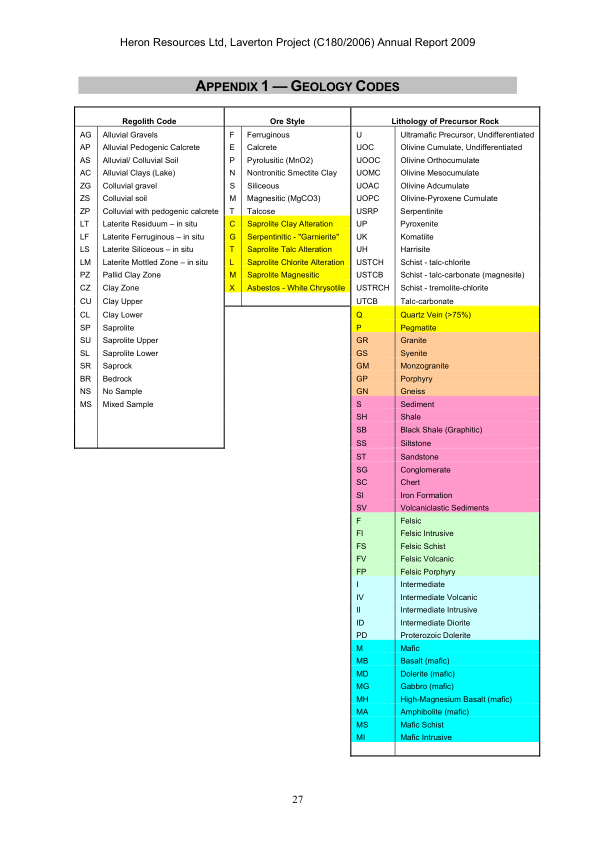 Heron Resources Ltd, Laverton Project (C180/2006) Annual Report 2009
APPENDIX 1 — GEOLOGY CODES
Regolith Code
AG Alluvial Gravels
AP Alluvial Pedogenic Calcrete
AS Alluvial/ Colluvial Soil
AC Alluvial Clays (Lake)
ZG Colluvial gravel
ZS Colluvial soil
ZP Colluvial with pedogenic calcrete
LT Laterite Residuum – in situ
LF Laterite Ferruginous – in situ
LS Laterite Siliceous – in situ
LM Laterite Mottled Zone – in situ
PZ Pallid Clay Zone
CZ Clay Zone
CU Clay Upper
CL Clay Lower
SP Saprolite
SU Saprolite Upper
SL Saprolite Lower
SR Saprock
BR Bedrock
NS No Sample
MS Mixed Sample
Ore Style
F Ferruginous
E Calcrete
P Pyrolusitic (MnO2)
N Nontronitic Smectite Clay
S Siliceous
M Magnesitic (MgCO3)
T Talcose
C Saprolite Clay Alteration
G Serpentinitic - "Garnierite"
T Saprolite Talc Alteration
L Saprolite Chlorite Alteration
M Saprolite Magnesitic
X Asbestos - White Chrysotile
Lithology of Precursor Rock
U Ultramafic Precursor, Undifferentiated
UOC Olivine Cumulate, Undifferentiated
UOOC Olivine Orthocumulate
UOMC Olivine Mesocumulate
UOAC Olivine Adcumulate
UOPC Olivine-Pyroxene Cumulate
USRP Serpentinite
UP Pyroxenite
UK Komatiite
UH Harrisite
USTCH Schist - talc-chlorite
USTCB Schist - talc-carbonate (magnesite)
USTRCH Schist - tremolite-chlorite
UTCB Talc-carbonate
Q Quartz Vein (>75%)
P Pegmatite
GR Granite
GS Syenite
GM Monzogranite
GP Porphyry
GN Gneiss
S Sediment
SH Shale
SB Black Shale (Graphitic)
SS Siltstone
ST Sandstone
SG Conglomerate
SC Chert
SI Iron Formation
SV Volcaniclastic Sediments
F Felsic
FI Felsic Intrusive
FS Felsic Schist
FV Felsic Volcanic
FP Felsic Porphyry
I Intermediate
IV Intermediate Volcanic
II Intermediate Intrusive
ID Intermediate Diorite
PD Proterozoic Dolerite
M Mafic
MB Basalt (mafic)
MD Dolerite (mafic)
MG Gabbro (mafic)
MH High-Magnesium Basalt (mafic)
MA Amphibolite (mafic)
MS Mafic Schist
MI Mafic Intrusive
27